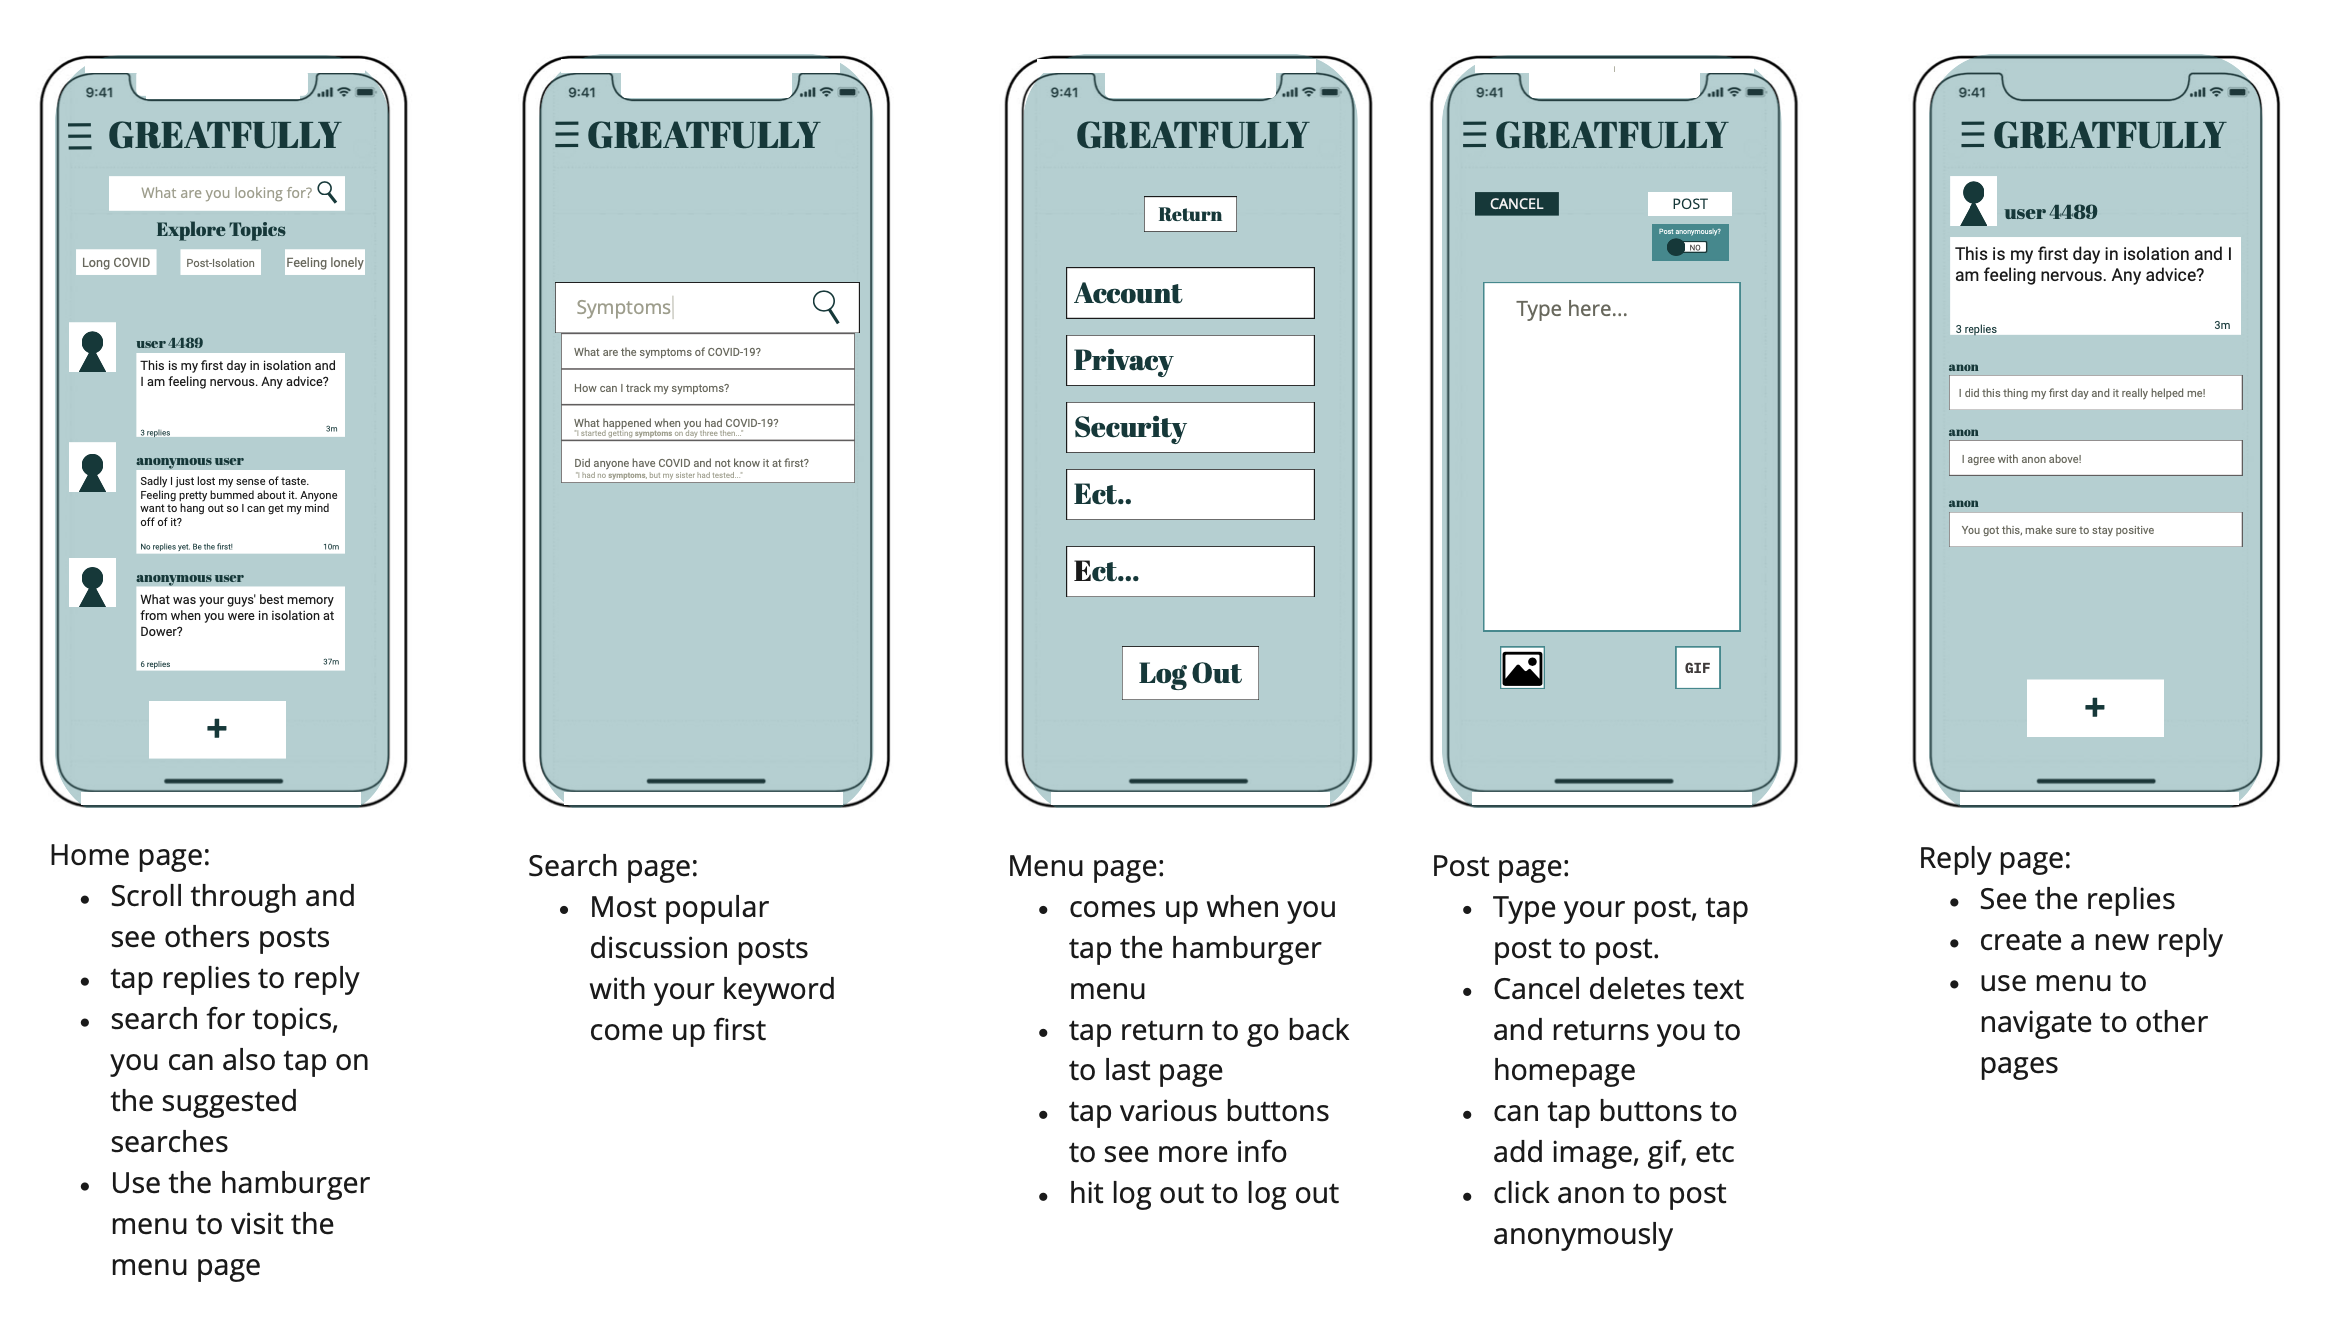 9:41
GREATFULLY
What are you looking for?
Explore Topics
Long COVID
Post-Isolation
Feeling lonely
user 4489
This is my first day in isolation and
I am feeling nervous. Any advice?
3 replies
3m
anonymous user
Sadly I just lost my sense of taste.
Feeling pretty bummed about it. Anyone
want to hang out so I can get my mind
off of it?
No replies yet. Be the first!
10m
anonymous user
What was your guys' best memory
from when you were in isolation at
Dower?
6 replies
37m
+
Home page:
• Scroll through and
see others posts
• tap replies to reply
• search for topics,
you can also tap on
the suggested
searches
• Use the hamburger
menu to visit the
menu page
9:41
GREATFULLY
Symptoms
What are the symptoms of COVID-19?
How can I track my symptoms?
What happened when you had COVID-19?
"I started getting symptoms on day three then..."
Did anyone have COVID and not know it at first?
"I had no symptoms, but my sister had tested..."
Search page:
• Most popular
discussion posts
with your keyword
come up first
9:41
GREATFULLY
Return
Account
Privacy
Security
Ect..
Ect...
Log Out
Menu page:
• comes up when you
tap the hamburger
menu
• tap return to go back
to last page
• tap various buttons
to see more info
• hit log out to log out
9:41
GREATFULLY
CANCEL
POST
Post anonymously?
NO
Type here...
GIF
Post page:
• Type your post, tap
post to post.
• Cancel deletes text
and returns you to
homepage
• can tap buttons to
add image, gif, etc
• click anon to post
anonymously
9:41
GREATFULLY
user 4489
This is my first day in isolation and I
am feeling nervous. Any advice?
3 replies
3m
anon
I did this thing my first day and it really helped me!
anon
I agree with anon above!
anon
You got this, make sure to stay positive
+
Reply page:
• See the replies
• create a new reply
• use menu to
navigate to other
pages